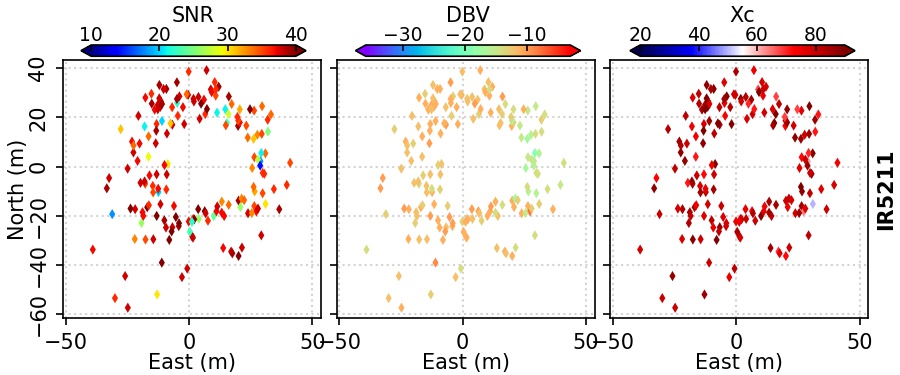 SNR DBV Xc
10 20 30 40 −30 −20 −10 20 40 60 80
40
20
0
−20
−40
−60
North (m)
−50 0 50 −50 0 50 −50 0 50
East (m) East (m) East (m)
IR5211